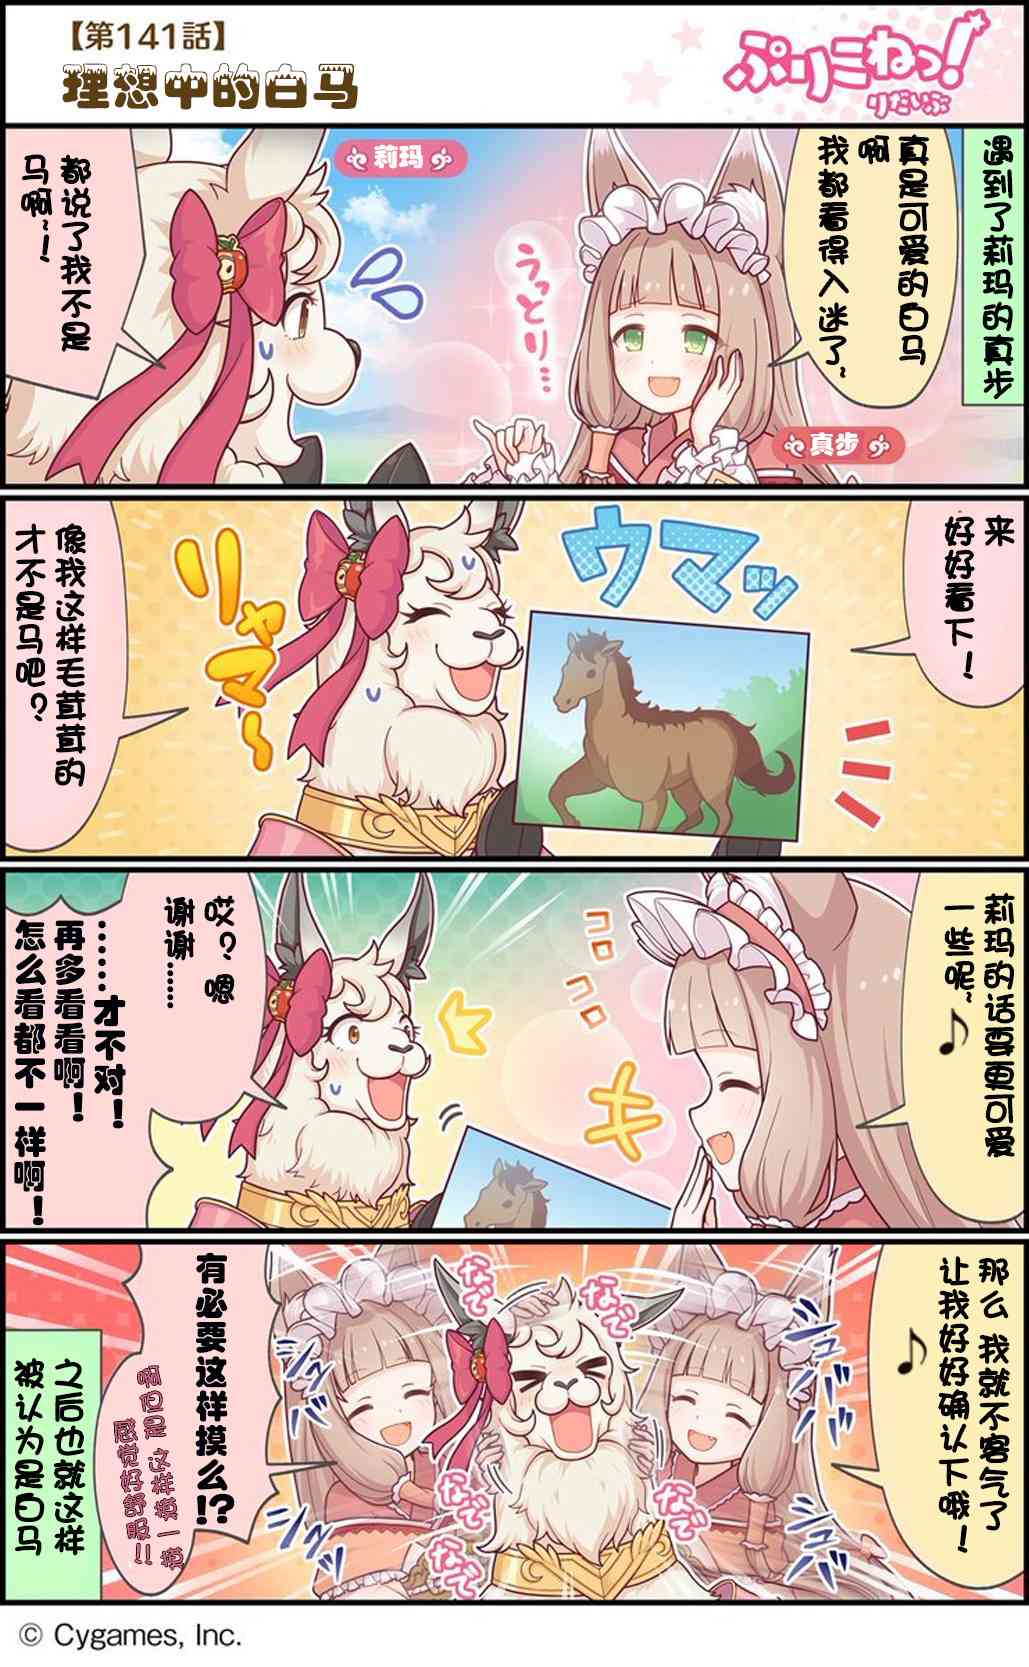 【第141話】
理想中的白马
ぷりこねっ!
りだいぶ
遇到了莉玛的真步
真是可爱的白马
啊
我都看得入迷了~
うっとり…
真步
莉玛
都说了我不是
马啊~!
来
好好看下!
ウマッ
リャマ~
像我这样毛茸茸的
才不是马吧?
莉玛的话要更可爱
一些呢~♪
コロ
コロ
哎?嗯
谢谢……
……才不对!
再多看看啊!
怎么看都不一样啊!
那么 我就不客气了
让我好好确认下哦!♪
なで
なで
なで
なで
なで
有必要这样摸么!?
啊但是 这样摸一摸
感觉好舒服!!
之后也就这样
被认为是白马
© Cygames, Inc.